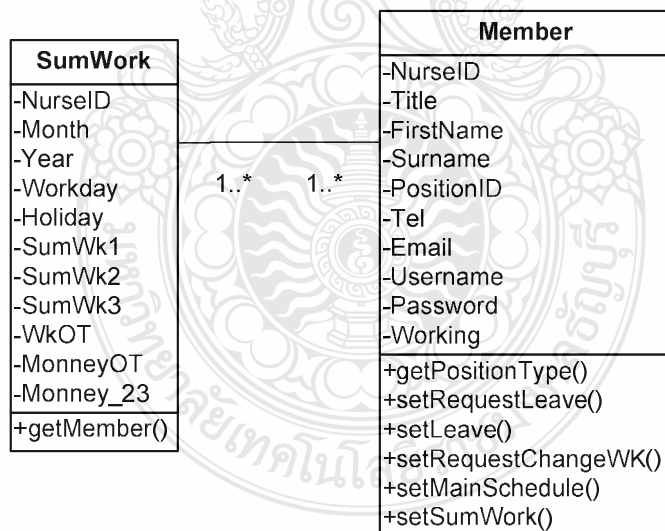 SumWork
-NurseID
-Month
-Year
-Workday
-Holiday
-SumWk1
-SumWk2
-SumWk3
-WkOT
-MonneyOT
-Monney_23
+getMember()
1..* 1..*
Member
-NurseID
-Title
-FirstName
-Surname
-PositionID
-Tel
-Email
-Username
-Password
-Working
+getPositionType()
+setRequestLeave()
+setLeave()
+setRequestChangeWK()
+setMainSchedule()
+setSumWork()